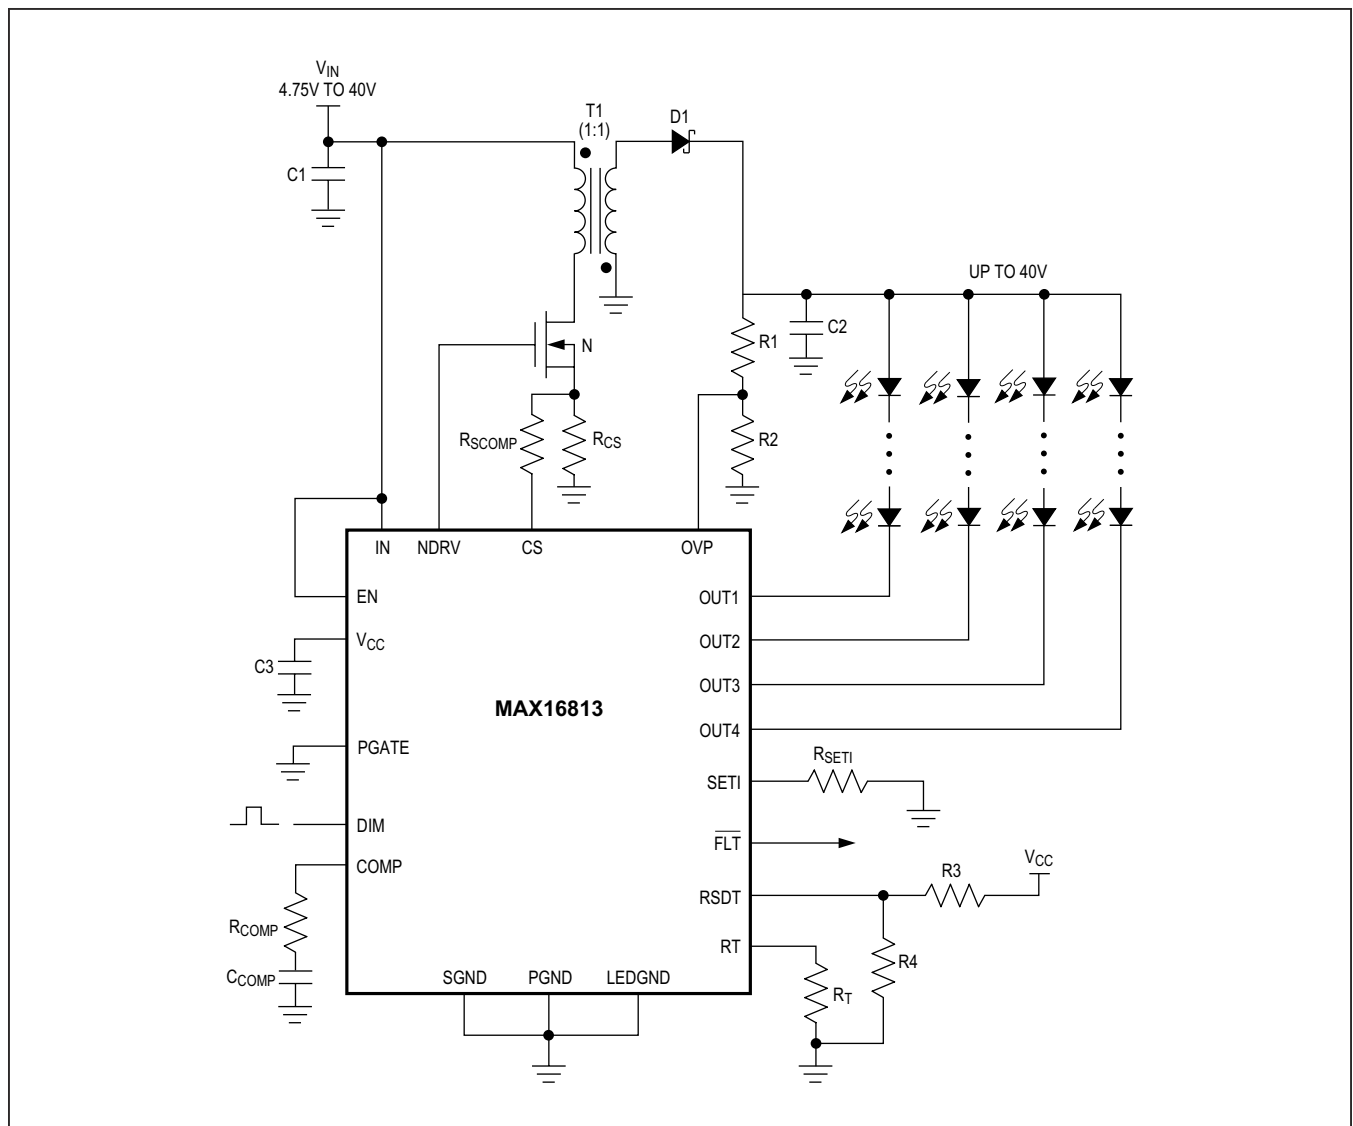 VIN
4.75V TO 40V
T1
(1:1)
D1
C1
UP TO 40V
C2
N
R1
RSCOMP
RCS
R2
IN
NDRV
CS
OVP
EN
OUT1
VCC
OUT2
C3
OUT3
MAX16813
OUT4
PGATE
RSETI
SETI
DIM
FLT
COMP
VCC
R3
RSDT
RCOMP
RT
R4
CCOMP
SGND
PGND
LEDGND
RT